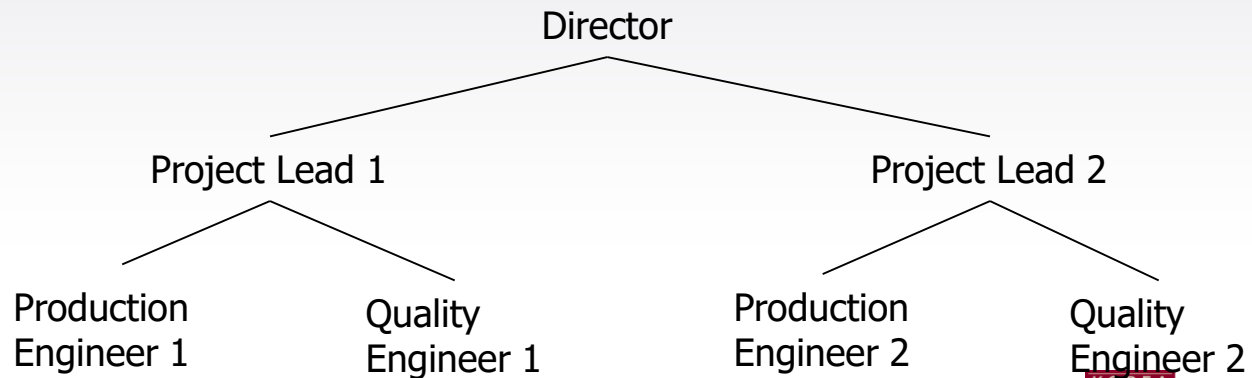 Director
Project Lead 1
Project Lead 2
Production
Engineer 1
Quality
Engineer 1
Production
Engineer 2
Quality
Engineer 2